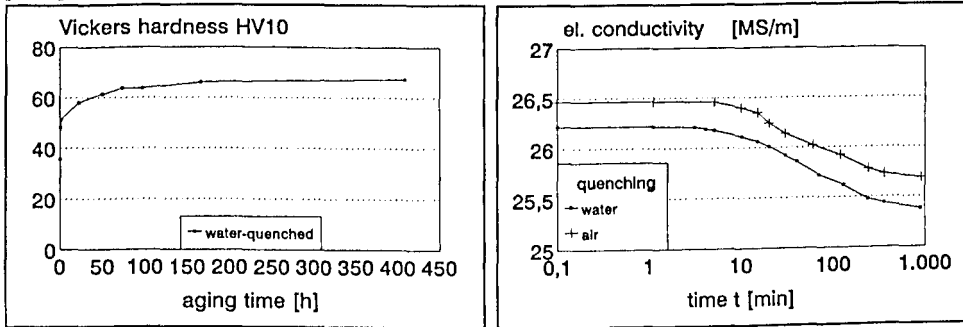 Vickers hardness HV10
80
60
40
20
0
water-quenched
0 50 100 150 200 250 300 350 400 450
aging time [h]
el. conductivity [MS/m]
27
26,5
26
25,5
25
quenching
water
air
0,1 1 10 100 1.000
time t [min]